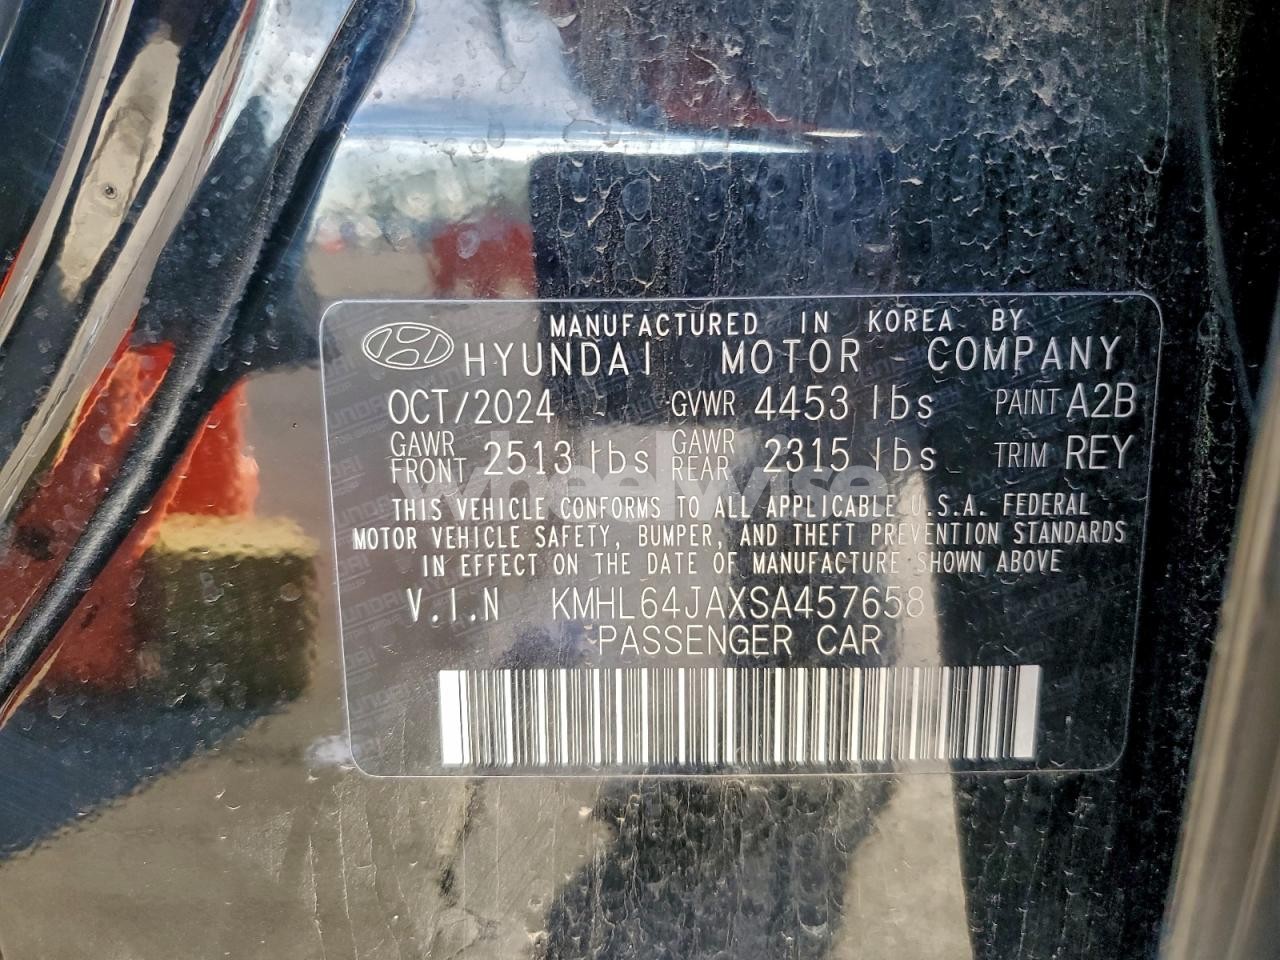 MANUFACTURED IN KOREA BY
HYUNDAI MOTOR COMPANY
OCT/2024 GVWR 4453 lbs PAINT A2B
GAWR FRONT 2513 lbs GAWR REAR 2315 lbs TRIM REY
THIS VEHICLE CONFORMS TO ALL APPLICABLE U.S.A. FEDERAL
MOTOR VEHICLE SAFETY, BUMPER, AND THEFT PREVENTION STANDARDS
IN EFFECT ON THE DATE OF MANUFACTURE SHOWN ABOVE
V.I.N KMHL64JAXSA457658
PASSENGER CAR
wheelwise